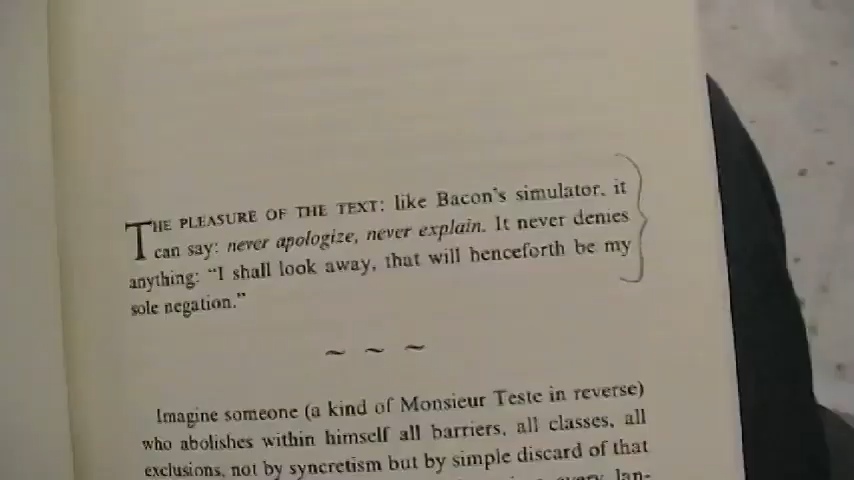 THE PLEASURE OF THE TEXT: like Bacon's simulator, it
can say: never apologize, never explain. It never denies
anything: "I shall look away, that will henceforth be my
sole negation."
~ ~ ~
Imagine someone (a kind of Monsieur Teste in reverse)
who abolishes within himself all barriers, all classes, all
exclusions, not by syncretism but by simple discard of that
every lan-